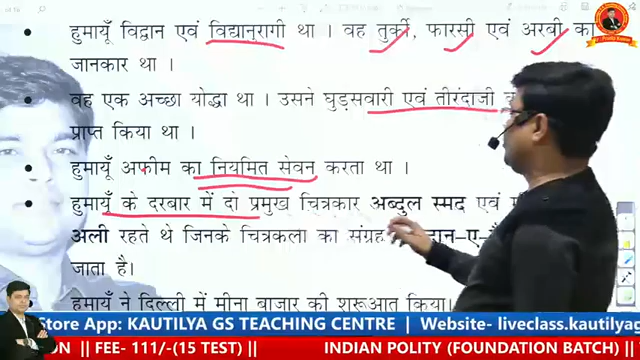 हुमायूँ विद्वान एवं विद्यानुरागी था । वह तुर्की, फारसी एवं अरबी का
जानकार था ।
वह एक अच्छा योद्धा था । उसने घुड़सवारी एवं तीरंदाजी
प्राप्त किया था ।
हुमायूँ अफीम का नियमित सेवन करता था ।
हुमायूँ के दरबार में दो प्रमुख चित्रकार अब्दुल स्मद एवं
अली रहते थे जिनके चित्रकला का संग्रह
जाता है।
हुमायूँ ने दिल्ली में मीना बाजार की शुरूआत किया।
Store App: KAUTILYA GS TEACHING CENTRE | Website- liveclass.kautilyag
ON || FEE- 111/-(15 TEST) || INDIAN POLITY (FOUNDATION BATCH)